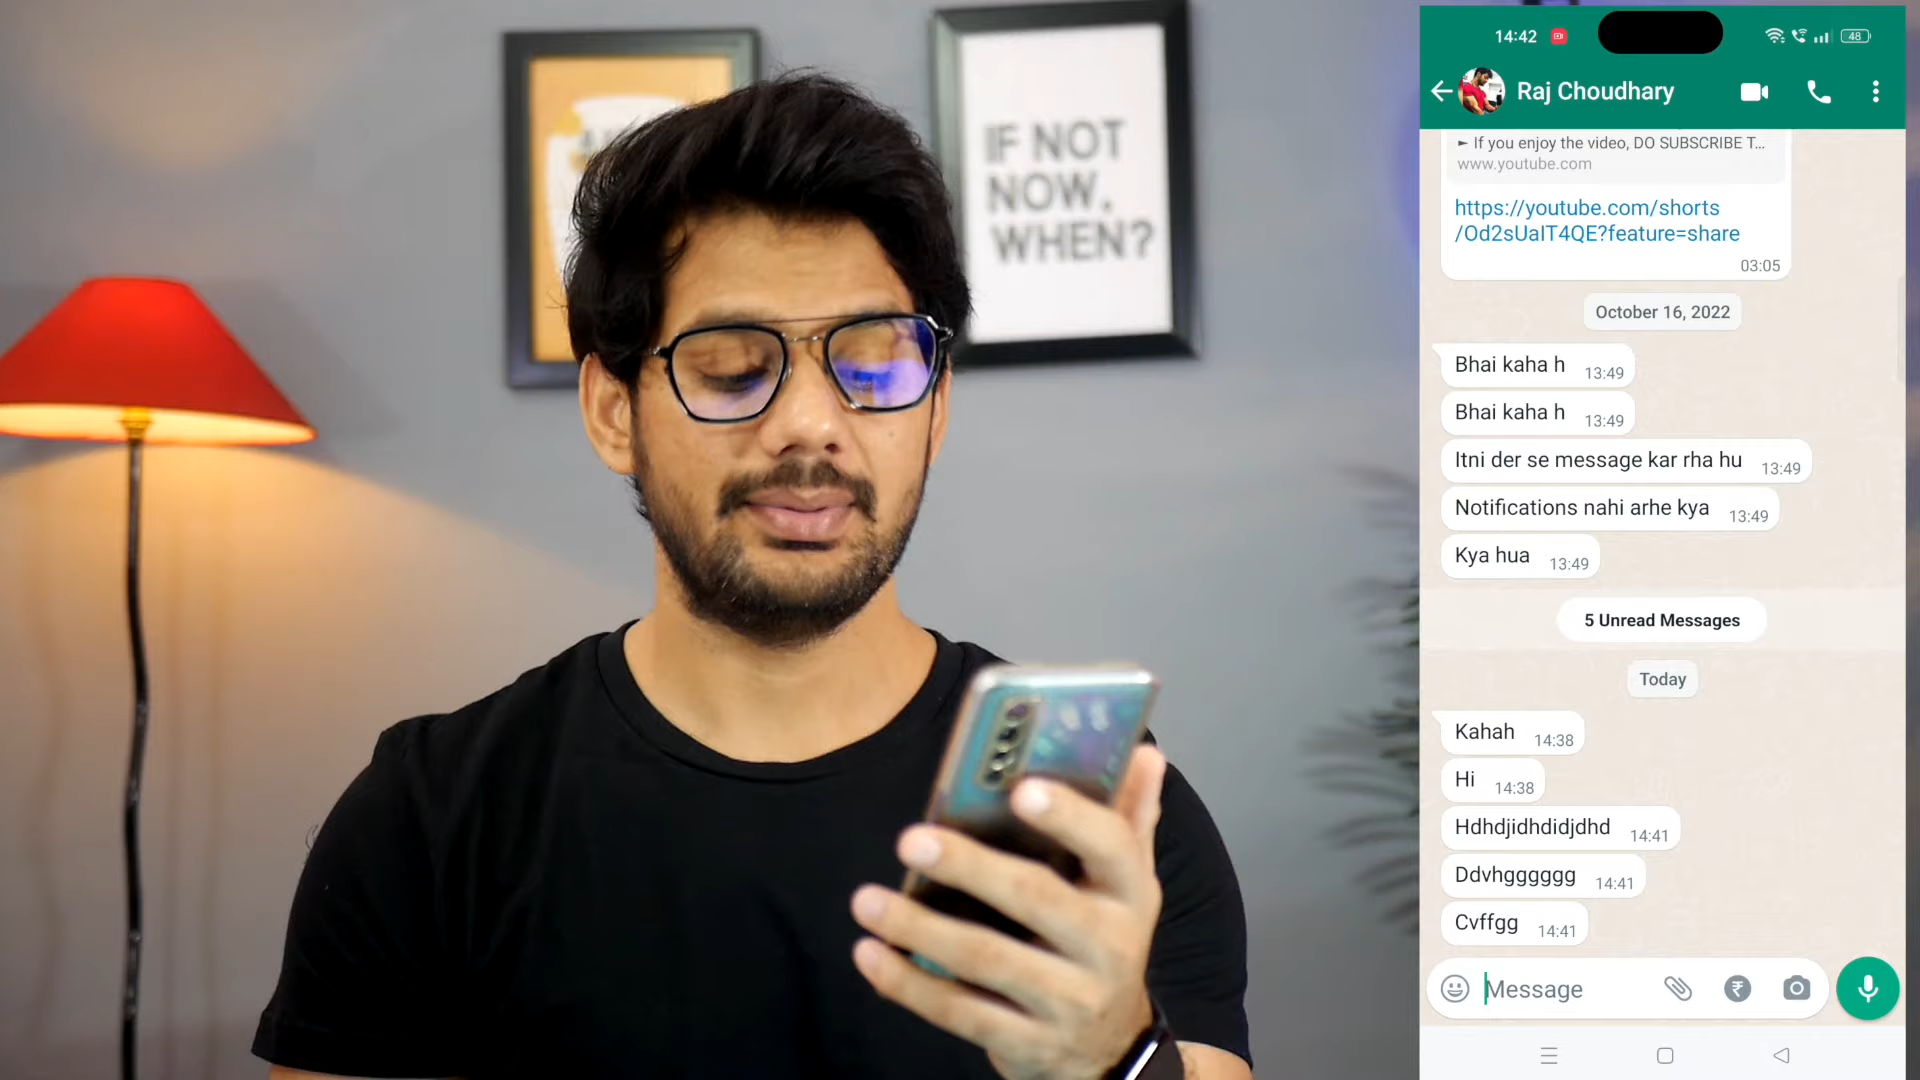 IF NOT
NOW.
WHEN?
14:42
48
Raj Choudhary
► If you enjoy the video, DO SUBSCRIBE T...
www.youtube.com
https://youtube.com/shorts
/Od2sUaIT4QE?feature=share
03:05
October 16, 2022
Bhai kaha h 13:49
Bhai kaha h 13:49
Itni der se message kar rha hu 13:49
Notifications nahi arhe kya 13:49
Kya hua 13:49
5 Unread Messages
Today
Kahah 14:38
Hi 14:38
Hdhdjidhdidjdhd 14:41
Ddvhgggggg 14:41
Cvffgg 14:41
Message